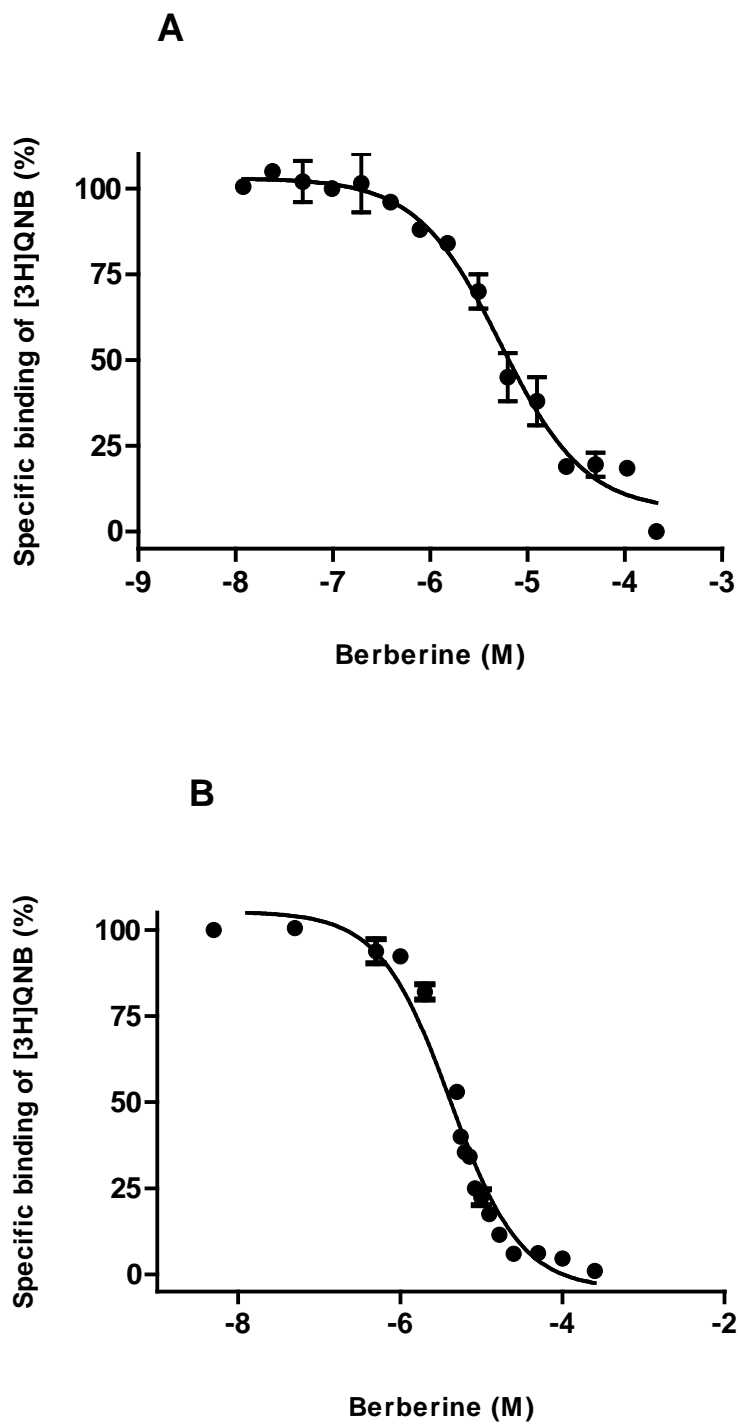 A
Specific binding of [3H]QNB (%)
100
75
50
25
0
-9 -8 -7 -6 -5 -4 -3
Berberine (M)
B
Specific binding of [3H]QNB (%)
100
75
50
25
0
-8 -6 -4 -2
Berberine (M)